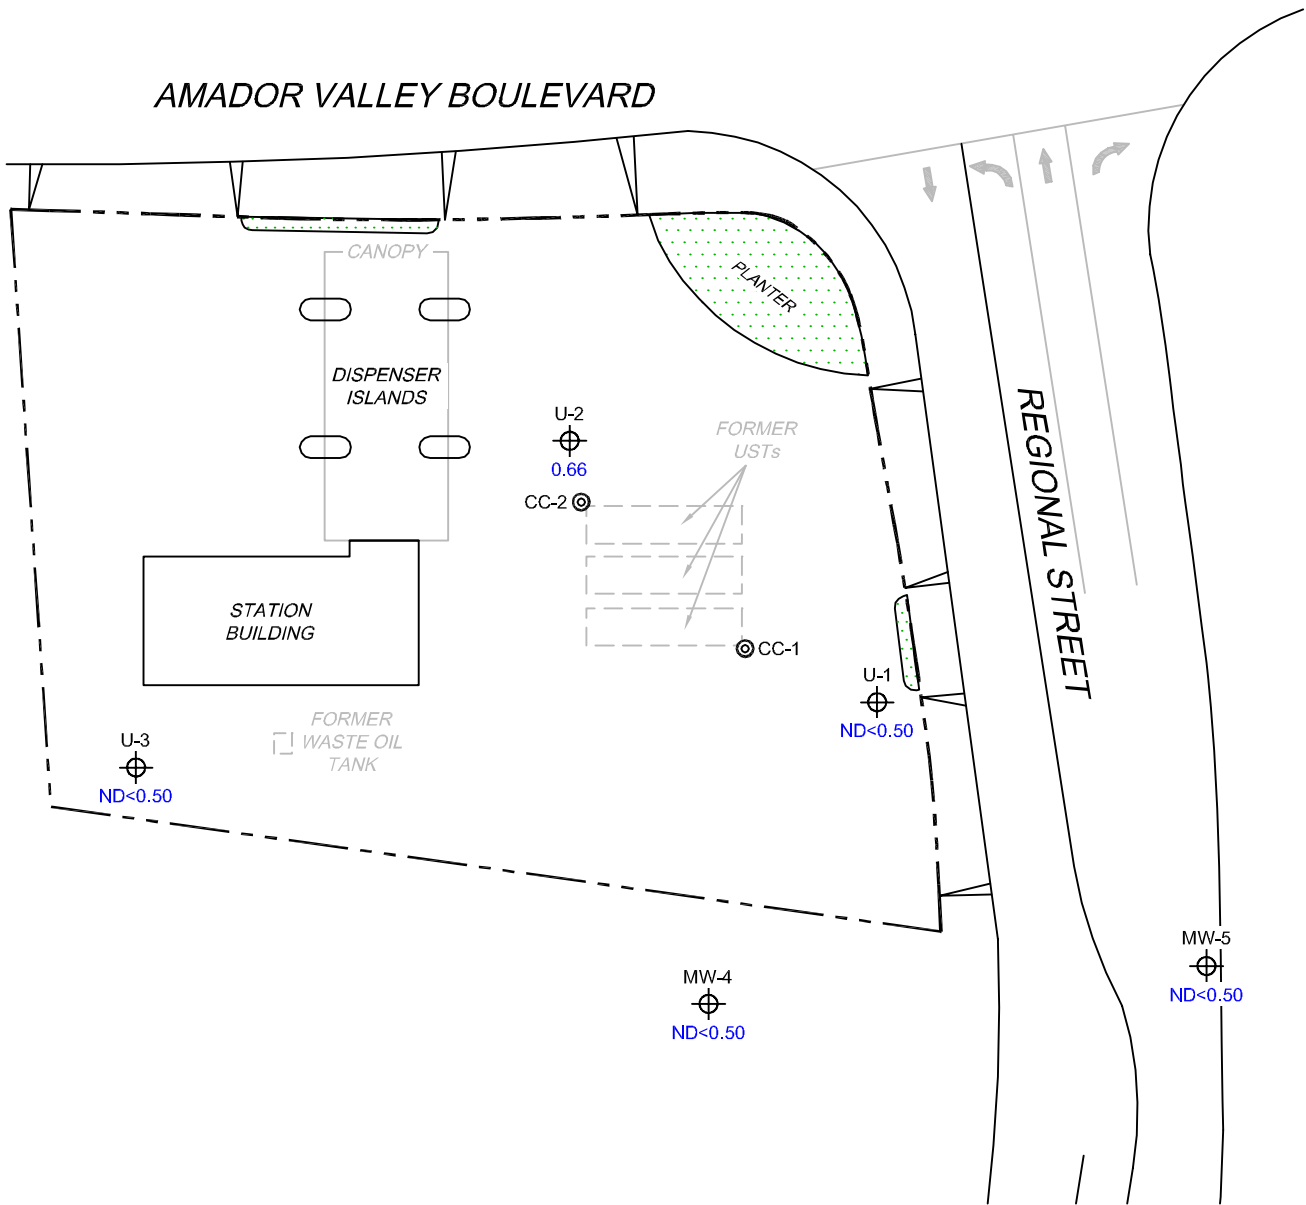 AMADOR VALLEY BOULEVARD
CANOPY
PLANTER
DISPENSER
ISLANDS
REGIONAL STREET
U-2
0.66
FORMER
USTs
CC-2
STATION
BUILDING
CC-1
U-1
ND<0.50
FORMER
WASTE OIL
TANK
U-3
ND<0.50
MW-5
ND<0.50
MW-4
ND<0.50